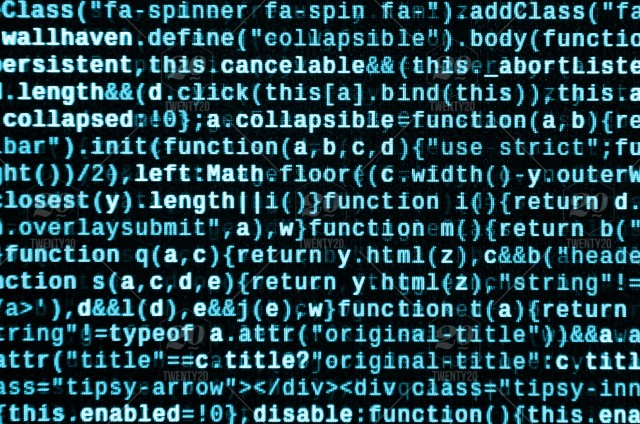 Class("fa-spinner fa-spin fa-").addClass("fa
wallhaven.define("collapsible").body(functio
ersistent,this.cancelable&&(this._abortListe
.length&&(d.click(this[a].bind(this)),this.a
collapsed=!0};a.collapsible=function(a,b){re
bar").init(function(a,b,c,d){"use strict";fu
ght())/2),left:Math.floor((c.width()-y.outerW
closest(y).length||i()}function i(){return d.
.overlaysubmit",a),w}function m(){return b("
}function q(a,c){return y.html(z),c&&b("heade
nction s(a,c,d,e){return y.html(z),"string"!=
/a>'),d&&l(d),e&&j(e),w}function t(a){return
tring"!=typeof a.attr("original-title"))&&a
attr("title"==c.title?"original-title":c.titl
ass="tipsy-arrow"></div><div class="tipsy-inn
{this.enabled=!0},disable:function(){this.ena